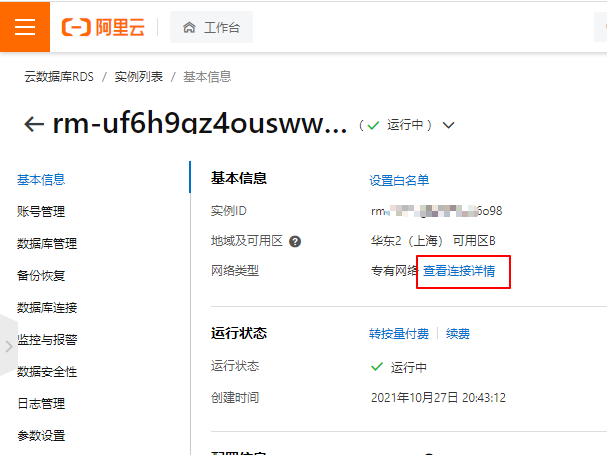 阿里云 工作台
云数据库RDS / 实例列表 / 基本信息
rm-uf6h9gz4ousww... ( 运行中 )
基本信息
账号管理
数据库管理
备份恢复
数据库连接
监控与报警
数据安全性
日志管理
参数设置
基本信息 设置白名单
实例ID rm- 6o98
地域及可用区 ? 华东2(上海) 可用区B
网络类型 专有网络 查看连接详情
运行状态 转按量付费 续费
运行状态 运行中
创建时间 2021年10月27日 20:43:12